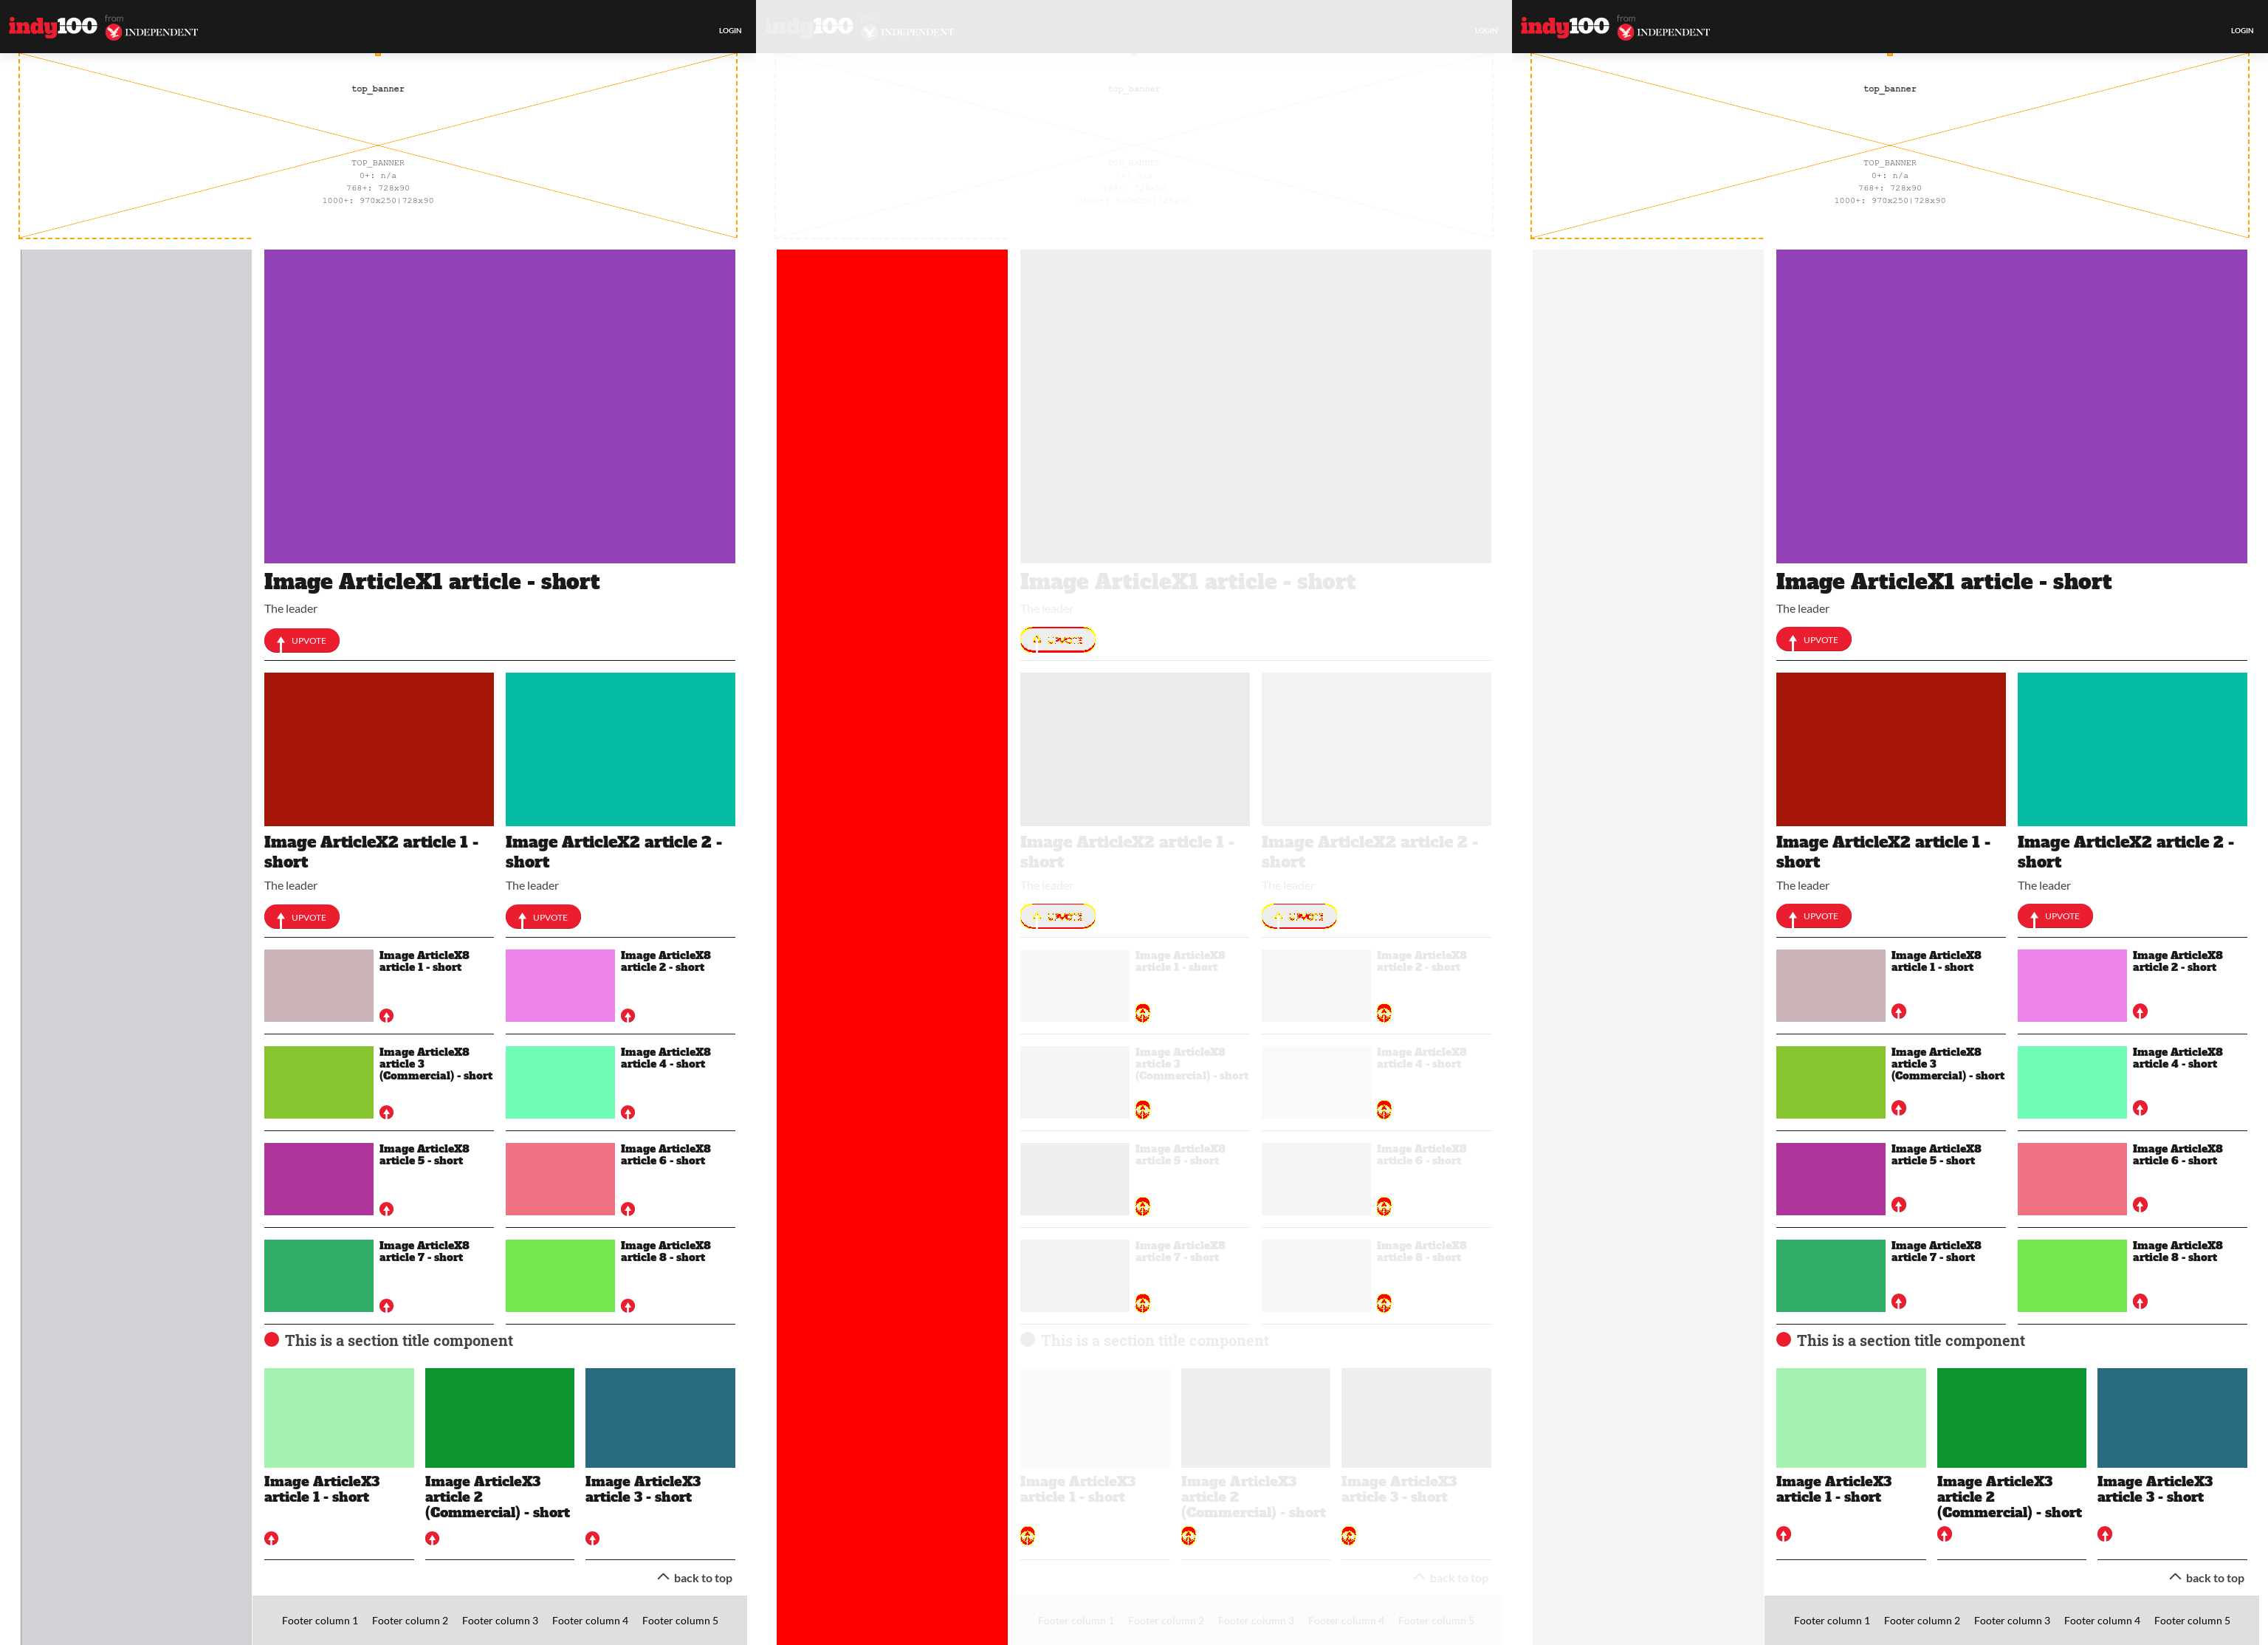 indy100 from INDEPENDENT
LOGIN
top_banner
TOP_BANNER
0+: n/a
768+: 728x90
1000+: 970x250|728x90
Image ArticleX1 article - short
The leader
UPVOTE
Image ArticleX2 article 1 -
short
The leader
UPVOTE
Image ArticleX2 article 2 -
short
The leader
UPVOTE
Image ArticleX8
article 1 - short
Image ArticleX8
article 2 - short
Image ArticleX8
article 3
(Commercial) - short
Image ArticleX8
article 4 - short
Image ArticleX8
article 5 - short
Image ArticleX8
article 6 - short
Image ArticleX8
article 7 - short
Image ArticleX8
article 8 - short
This is a section title component
Image ArticleX3
article 1 - short
Image ArticleX3
article 2
(Commercial) - short
Image ArticleX3
article 3 - short
back to top
Footer column 1 Footer column 2 Footer column 3 Footer column 4 Footer column 5
indy100 INDEPENDENT
LOGIN
top_banner
TOP_BANNER
0+: n/a
768+: 728x90
1000+: 970x250|728x90
Image ArticleX1 article - short
The leader
UPVOTE
Image ArticleX2 article 1 -
short
The leader
UPVOTE
Image ArticleX2 article 2 -
short
The leader
UPVOTE
Image ArticleX8
article 1 - short
Image ArticleX8
article 2 - short
Image ArticleX8
article 3
(Commercial) - short
Image ArticleX8
article 4 - short
Image ArticleX8
article 5 - short
Image ArticleX8
article 6 - short
Image ArticleX8
article 7 - short
Image ArticleX8
article 8 - short
This is a section title component
Image ArticleX3
article 1 - short
Image ArticleX3
article 2
(Commercial) - short
Image ArticleX3
article 3 - short
back to top
Footer column 1 Footer column 2 Footer column 3 Footer column 4 Footer column 5
indy100 from INDEPENDENT
LOGIN
top_banner
TOP_BANNER
0+: n/a
768+: 728x90
1000+: 970x250|728x90
Image ArticleX1 article - short
The leader
UPVOTE
Image ArticleX2 article 1 -
short
The leader
UPVOTE
Image ArticleX2 article 2 -
short
The leader
UPVOTE
Image ArticleX8
article 1 - short
Image ArticleX8
article 2 - short
Image ArticleX8
article 3
(Commercial) - short
Image ArticleX8
article 4 - short
Image ArticleX8
article 5 - short
Image ArticleX8
article 6 - short
Image ArticleX8
article 7 - short
Image ArticleX8
article 8 - short
This is a section title component
Image ArticleX3
article 1 - short
Image ArticleX3
article 2
(Commercial) - short
Image ArticleX3
article 3 - short
back to top
Footer column 1 Footer column 2 Footer column 3 Footer column 4 Footer column 5